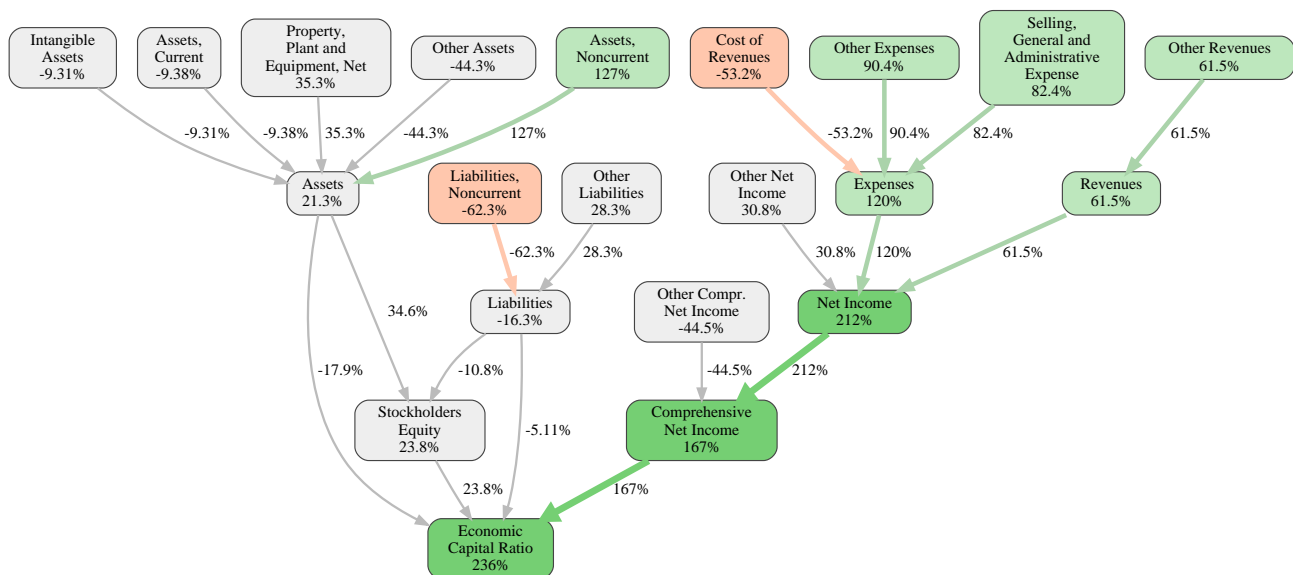 Intangible
Assets
-9.31%
Assets,
Current
-9.38%
Property,
Plant and
Equipment, Net
35.3%
Other Assets
-44.3%
Assets,
Noncurrent
127%
Cost of
Revenues
-53.2%
Other Expenses
90.4%
Selling,
General and
Administrative
Expense
82.4%
Other Revenues
61.5%
-9.31%
-9.38%
35.3%
-44.3%
127%
-53.2%
90.4%
82.4%
61.5%
Assets
21.3%
Liabilities,
Noncurrent
-62.3%
Other
Liabilities
28.3%
Other Net
Income
30.8%
Expenses
120%
Revenues
61.5%
-62.3%
28.3%
30.8%
120%
61.5%
Liabilities
-16.3%
Other Compr.
Net Income
-44.5%
Net Income
212%
34.6%
-17.9%
-10.8%
-44.5%
212%
Stockholders
Equity
23.8%
-5.11%
Comprehensive
Net Income
167%
23.8%
167%
Economic
Capital Ratio
236%